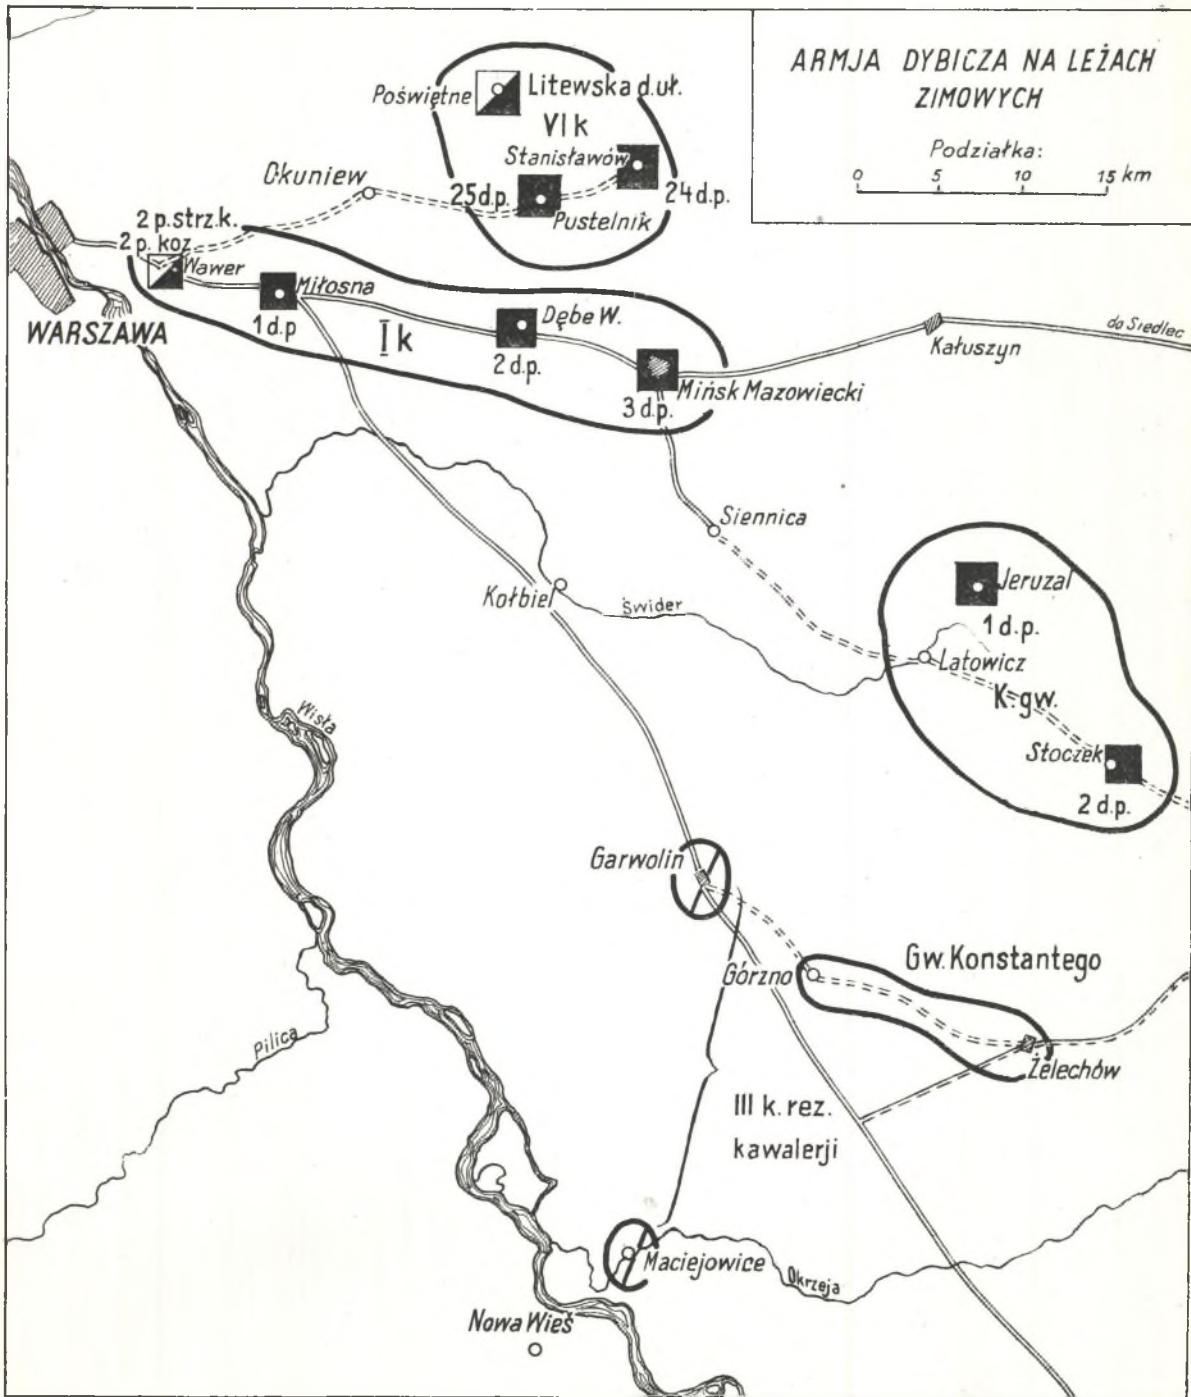 ARMJA DYBICZA NA LEŻACH
ZIMOWYCH
Podziałka:
0 5 10 15 km
Poświętne
Litewska d.uł.
VI k
Stanisławów
Okuniew
25 d.p.
24 d.p.
Pustelnik
2 p. strz. k.
2 p. koz.
Wawer
WARSZAWA
Miłosna
1 d.p
I k
Dębe W.
2 d.p.
Kałuszyn
do Siedlec
Mińsk Mazowiecki
3 d.p.
Siennica
Kołbiel
Świder
Jeruzal
1 d.p.
Latowicz
K. gw.
Wisła
Stoczek
2 d.p.
Garwolin
Górzno
Gw. Konstantego
Pilica
Żelechów
III k. rez.
kawalerji
Maciejowice
Okrzeja
Nowa Wieś